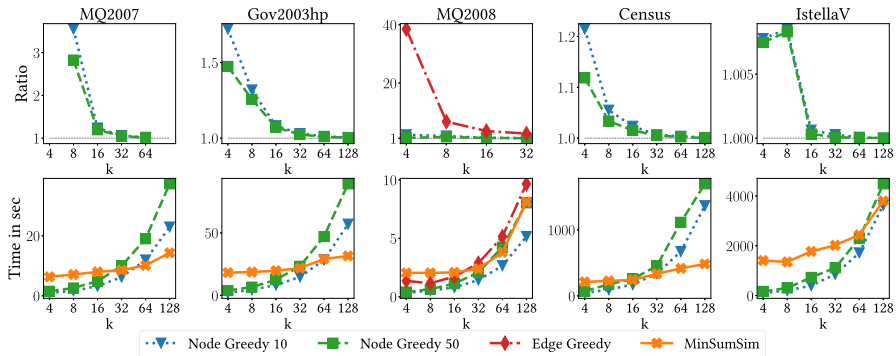 MQ2007 Gov2003hp MQ2008 Census IstellaV
Ratio
3
2
1
4 8 16 32 64
k
1.5
1.0
4 8 16 32 64 128
k
40
20
1
4 8 16 32
k
1.2
1.1
1.0
4 8 16 32 64 128
k
1.005
1.000
4 8 16 32 64 128
k
Time in sec
20
0
4 8 16 32 64 128
k
50
0
4 8 16 32 64 128
k
10
5
0
4 8 16 32 64 128
k
1000
0
4 8 16 32 64 128
k
4000
2000
0
4 8 16 32 64 128
k
Node Greedy 10 Node Greedy 50 Edge Greedy MinSumSim